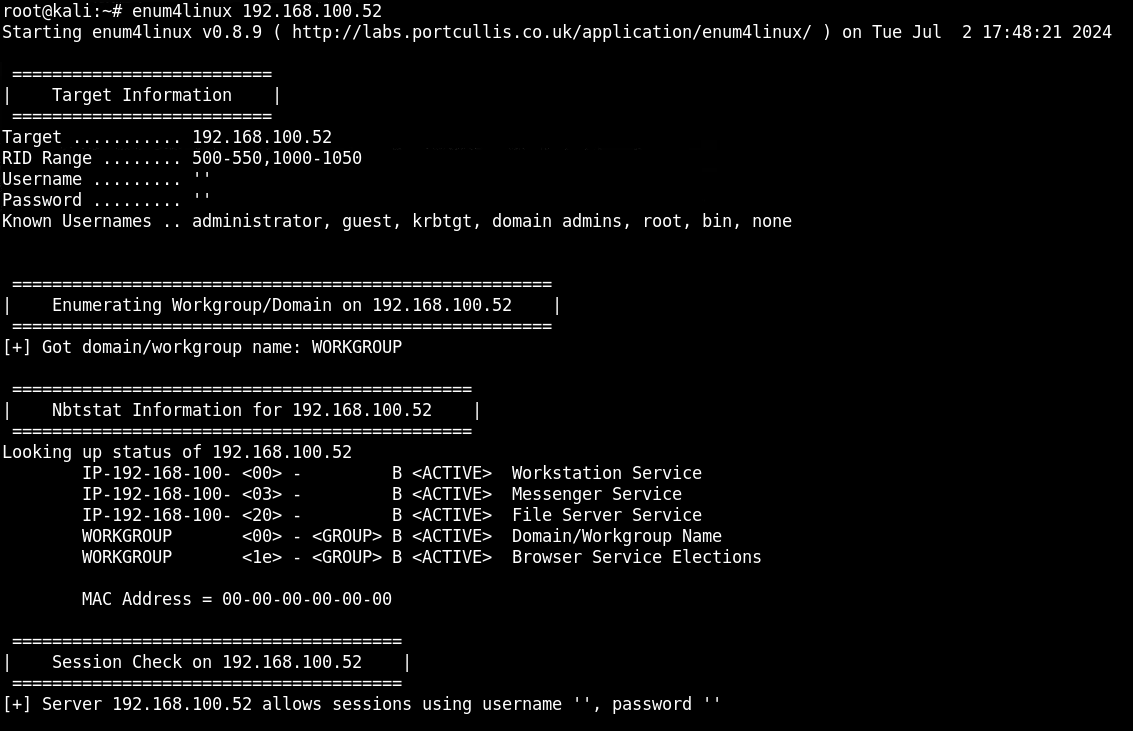 root@kali:~# enum4linux 192.168.100.52
Starting enum4linux v0.8.9 ( http://labs.portcullis.co.uk/application/enum4linux/ ) on Tue Jul  2 17:48:21 2024

 ==========================
|    Target Information    |
 ==========================
Target ........... 192.168.100.52
RID Range ........ 500-550,1000-1050
Username ......... ''
Password ......... ''
Known Usernames .. administrator, guest, krbtgt, domain admins, root, bin, none


 ======================================================
|    Enumerating Workgroup/Domain on 192.168.100.52    |
 ======================================================
[+] Got domain/workgroup name: WORKGROUP

 ==============================================
|    Nbtstat Information for 192.168.100.52    |
 ==============================================
Looking up status of 192.168.100.52
        IP-192-168-100- <00> -         B <ACTIVE>  Workstation Service
        IP-192-168-100- <03> -         B <ACTIVE>  Messenger Service
        IP-192-168-100- <20> -         B <ACTIVE>  File Server Service
        WORKGROUP       <00> - <GROUP> B <ACTIVE>  Domain/Workgroup Name
        WORKGROUP       <1e> - <GROUP> B <ACTIVE>  Browser Service Elections

        MAC Address = 00-00-00-00-00-00

 =======================================
|    Session Check on 192.168.100.52    |
 =======================================
[+] Server 192.168.100.52 allows sessions using username '', password ''